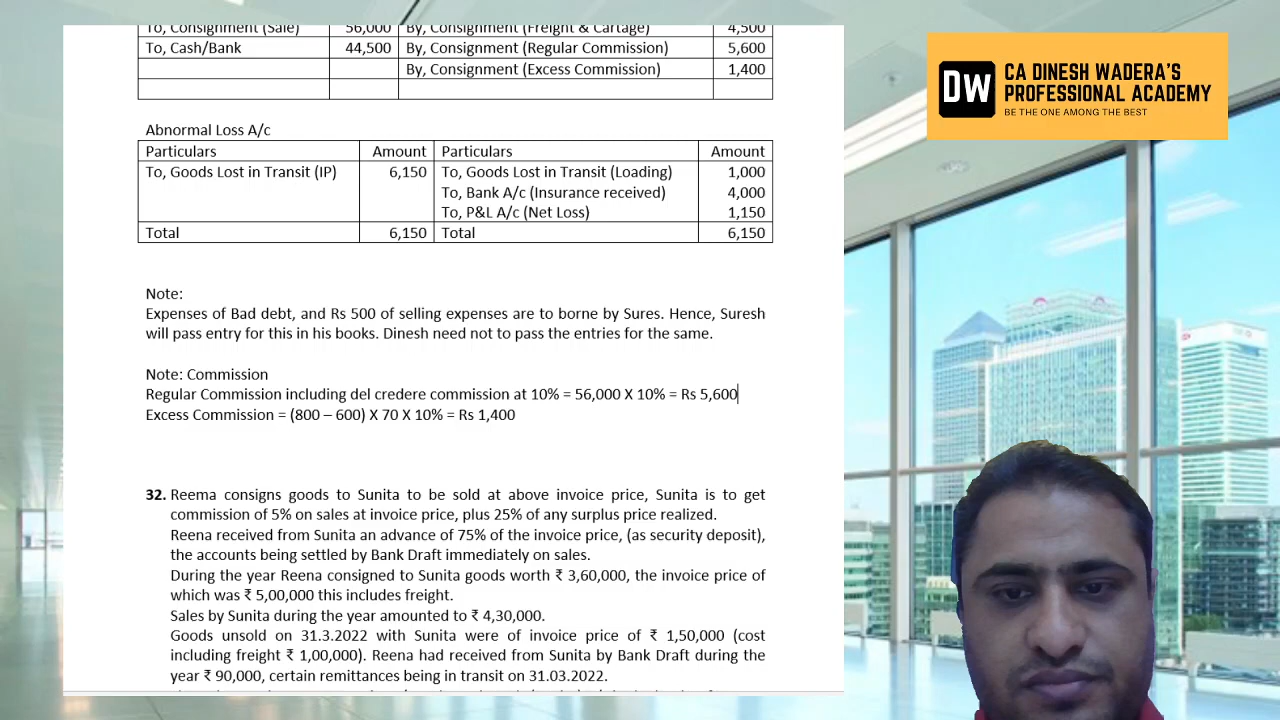 To, Consignment (Sale) 56,000 By, Consignment (Freight & Cartage) 4,500
To, Cash/Bank 44,500 By, Consignment (Regular Commission) 5,600
By, Consignment (Excess Commission) 1,400
Abnormal Loss A/c
Particulars Amount Particulars Amount
To, Goods Lost in Transit (IP) 6,150 To, Goods Lost in Transit (Loading) 1,000
To, Bank A/c (Insurance received) 4,000
To, P&L A/c (Net Loss) 1,150
Total 6,150 Total 6,150
Note:
Expenses of Bad debt, and Rs 500 of selling expenses are to borne by Sures. Hence, Suresh
will pass entry for this in his books. Dinesh need not to pass the entries for the same.
Note: Commission
Regular Commission including del credere commission at 10% = 56,000 X 10% = Rs 5,600
Excess Commission = (800 – 600) X 70 X 10% = Rs 1,400
32. Reema consigns goods to Sunita to be sold at above invoice price, Sunita is to get
commission of 5% on sales at invoice price, plus 25% of any surplus price realized.
Reena received from Sunita an advance of 75% of the invoice price, (as security deposit),
the accounts being settled by Bank Draft immediately on sales.
During the year Reena consigned to Sunita goods worth ₹ 3,60,000, the invoice price of
which was ₹ 5,00,000 this includes freight.
Sales by Sunita during the year amounted to ₹ 4,30,000.
Goods unsold on 31.3.2022 with Sunita were of invoice price of ₹ 1,50,000 (cost
including freight ₹ 1,00,000). Reena had received from Sunita by Bank Draft during the
year ₹ 90,000, certain remittances being in transit on 31.03.2022.
DW
CA DINESH WADERA'S
PROFESSIONAL ACADEMY
BE THE ONE AMONG THE BEST